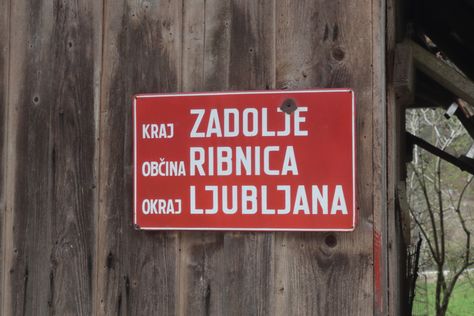 KRAJ ZADOLJE
OBČINA RIBNICA
OKRAJ LJUBLJANA